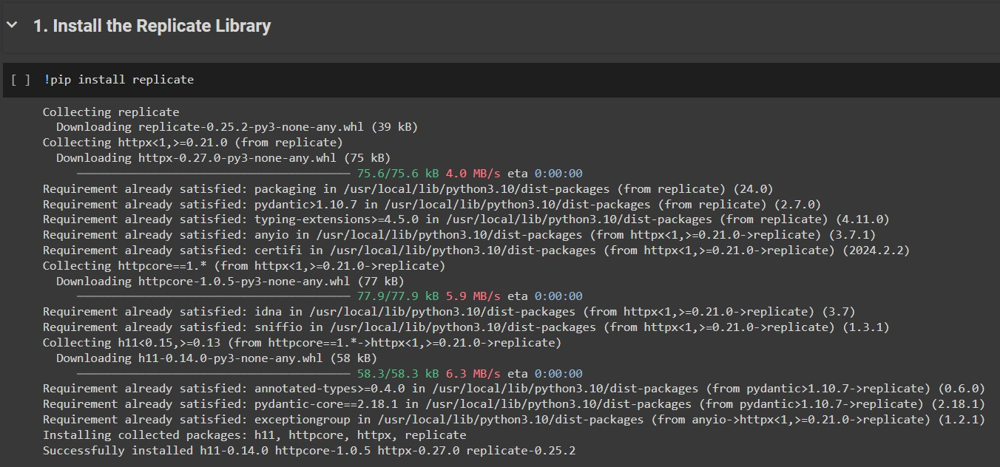 1. Install the Replicate Library
[ ] !pip install replicate
Collecting replicate
  Downloading replicate-0.25.2-py3-none-any.whl (39 kB)
Collecting httpx<1,>=0.21.0 (from replicate)
  Downloading httpx-0.27.0-py3-none-any.whl (75 kB)
75.6/75.6 kB 4.0 MB/s eta 0:00:00
Requirement already satisfied: packaging in /usr/local/lib/python3.10/dist-packages (from replicate) (24.0)
Requirement already satisfied: pydantic>1.10.7 in /usr/local/lib/python3.10/dist-packages (from replicate) (2.7.0)
Requirement already satisfied: typing-extensions>=4.5.0 in /usr/local/lib/python3.10/dist-packages (from replicate) (4.11.0)
Requirement already satisfied: anyio in /usr/local/lib/python3.10/dist-packages (from httpx<1,>=0.21.0->replicate) (3.7.1)
Requirement already satisfied: certifi in /usr/local/lib/python3.10/dist-packages (from httpx<1,>=0.21.0->replicate) (2024.2.2)
Collecting httpcore==1.* (from httpx<1,>=0.21.0->replicate)
  Downloading httpcore-1.0.5-py3-none-any.whl (77 kB)
77.9/77.9 kB 5.9 MB/s eta 0:00:00
Requirement already satisfied: idna in /usr/local/lib/python3.10/dist-packages (from httpx<1,>=0.21.0->replicate) (3.7)
Requirement already satisfied: sniffio in /usr/local/lib/python3.10/dist-packages (from httpx<1,>=0.21.0->replicate) (1.3.1)
Collecting h11<0.15,>=0.13 (from httpcore==1.*->httpx<1,>=0.21.0->replicate)
  Downloading h11-0.14.0-py3-none-any.whl (58 kB)
58.3/58.3 kB 6.3 MB/s eta 0:00:00
Requirement already satisfied: annotated-types>=0.4.0 in /usr/local/lib/python3.10/dist-packages (from pydantic>1.10.7->replicate) (0.6.0)
Requirement already satisfied: pydantic-core==2.18.1 in /usr/local/lib/python3.10/dist-packages (from pydantic>1.10.7->replicate) (2.18.1)
Requirement already satisfied: exceptiongroup in /usr/local/lib/python3.10/dist-packages (from anyio->httpx<1,>=0.21.0->replicate) (1.2.1)
Installing collected packages: h11, httpcore, httpx, replicate
Successfully installed h11-0.14.0 httpcore-1.0.5 httpx-0.27.0 replicate-0.25.2